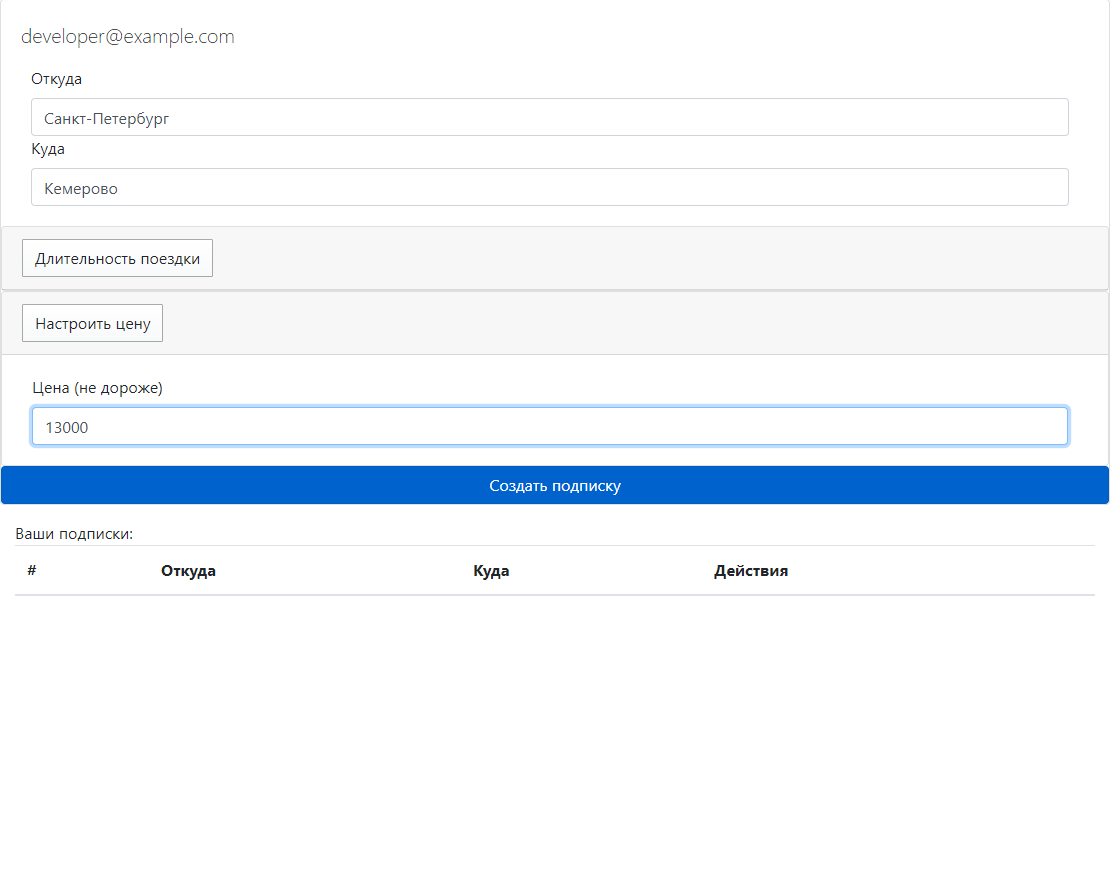 developer@example.com
Откуда
Санкт-Петербург
Куда
Кемерово
Длительность поездки
Настроить цену
Цена (не дороже)
13000
Создать подписку
Ваши подписки:
# Откуда Куда Действия